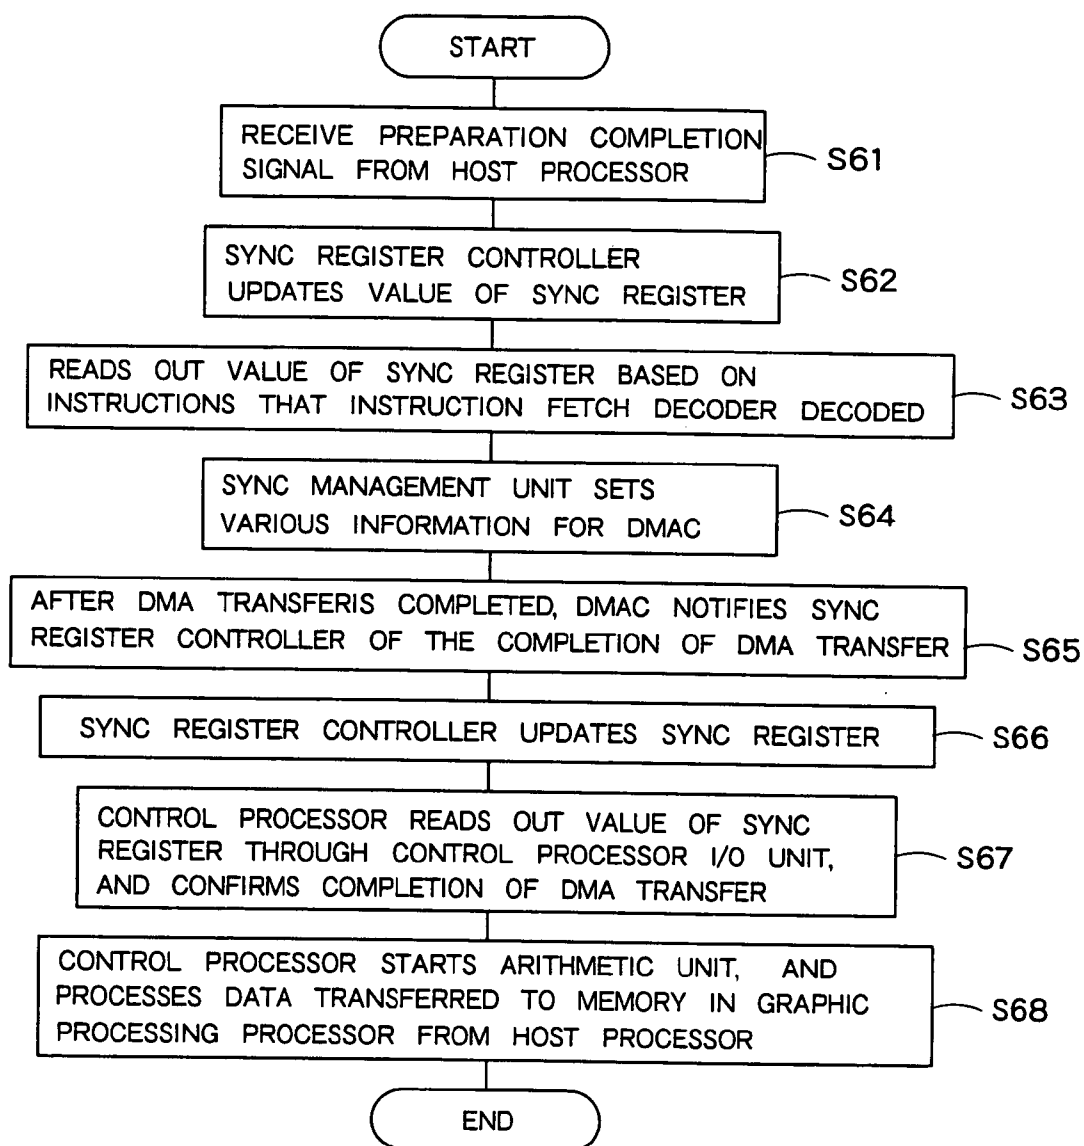 START
RECEIVE PREPARATION COMPLETION
SIGNAL FROM HOST PROCESSOR
S61
SYNC REGISTER CONTROLLER
UPDATES VALUE OF SYNC REGISTER
S62
READS OUT VALUE OF SYNC REGISTER BASED ON
INSTRUCTIONS THAT INSTRUCTION FETCH DECODER DECODED
S63
SYNC MANAGEMENT UNIT SETS
VARIOUS INFORMATION FOR DMAC
S64
AFTER DMA TRANSFERIS COMPLETED, DMAC NOTIFIES SYNC
REGISTER CONTROLLER OF THE COMPLETION OF DMA TRANSFER
S65
SYNC REGISTER CONTROLLER UPDATES SYNC REGISTER
S66
CONTROL PROCESSOR READS OUT VALUE OF SYNC
REGISTER THROUGH CONTROL PROCESSOR I/O UNIT,
AND CONFIRMS COMPLETION OF DMA TRANSFER
S67
CONTROL PROCESSOR STARTS ARITHMETIC UNIT, AND
PROCESSES DATA TRANSFERRED TO MEMORY IN GRAPHIC
PROCESSING PROCESSOR FROM HOST PROCESSOR
S68
END